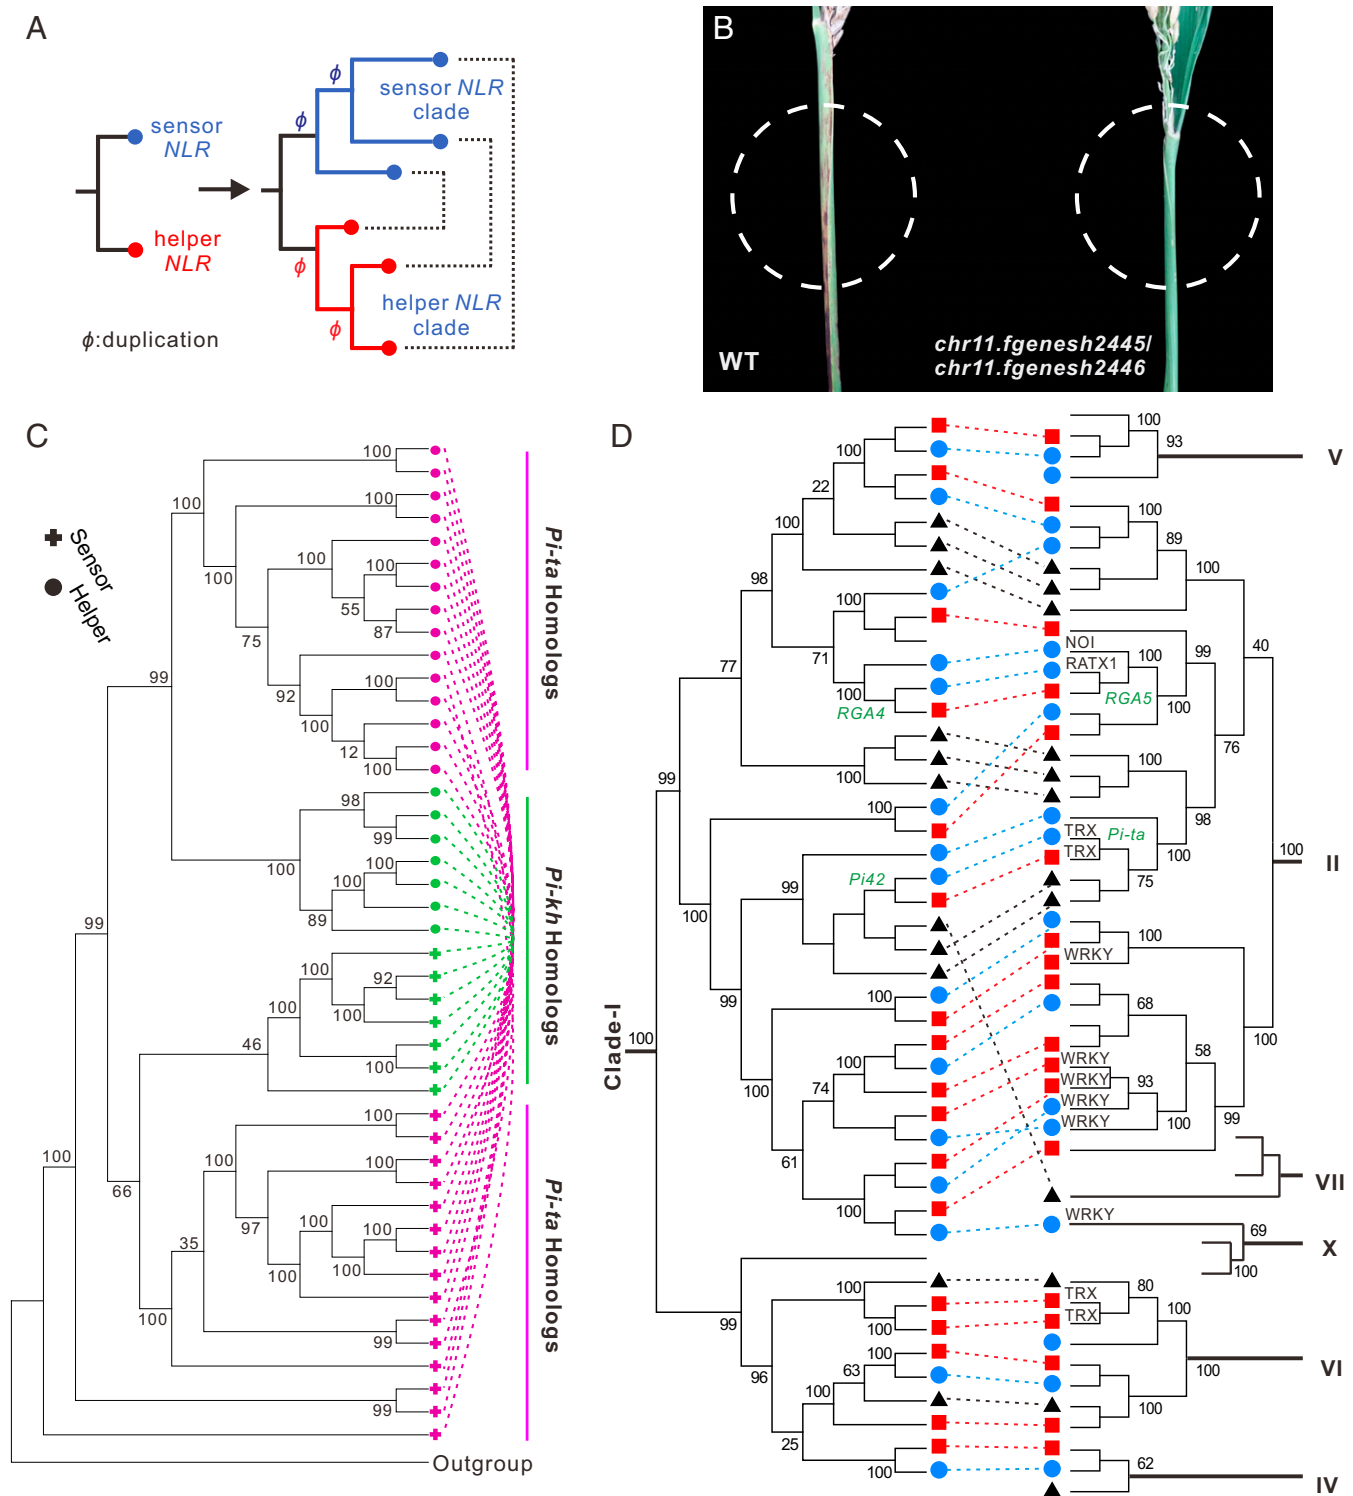 A
sensor
NLR
helper
NLR
ϕ
ϕ
sensor NLR
clade
ϕ
ϕ
helper NLR
clade
ϕ:duplication
B
WT
chr11.fgenesh2445/
chr11.fgenesh2446
C
Sensor
Helper
100
100
100
100
100
100
55
87
75
100
92
100
12
100
99
98
99
100
100
100
89
99
100
92
100
100
46
100
100
100
100
97
100
100
100
35
99
100
66
100
99
Outgroup
Pi-ta Homologs
Pi-kh Homologs
Pi-ta Homologs
D
Clade-I
100
99
77
98
100
22
100
100
71
100
RGA4
100
100
100
99
Pi42
99
100
100
100
74
61
100
99
100
100
96
100
63
100
25
100
100
93
V
100
89
100
NOI
RATX1
100
99
RGA5
100
40
76
100
98
TRX
TRX
Pi-ta
100
75
100
II
WRKY
100
68
100
WRKY
WRKY
WRKY
WRKY
58
93
100
99
VII
WRKY
69
100
X
TRX
TRX
80
100
100
100
VI
62
IV